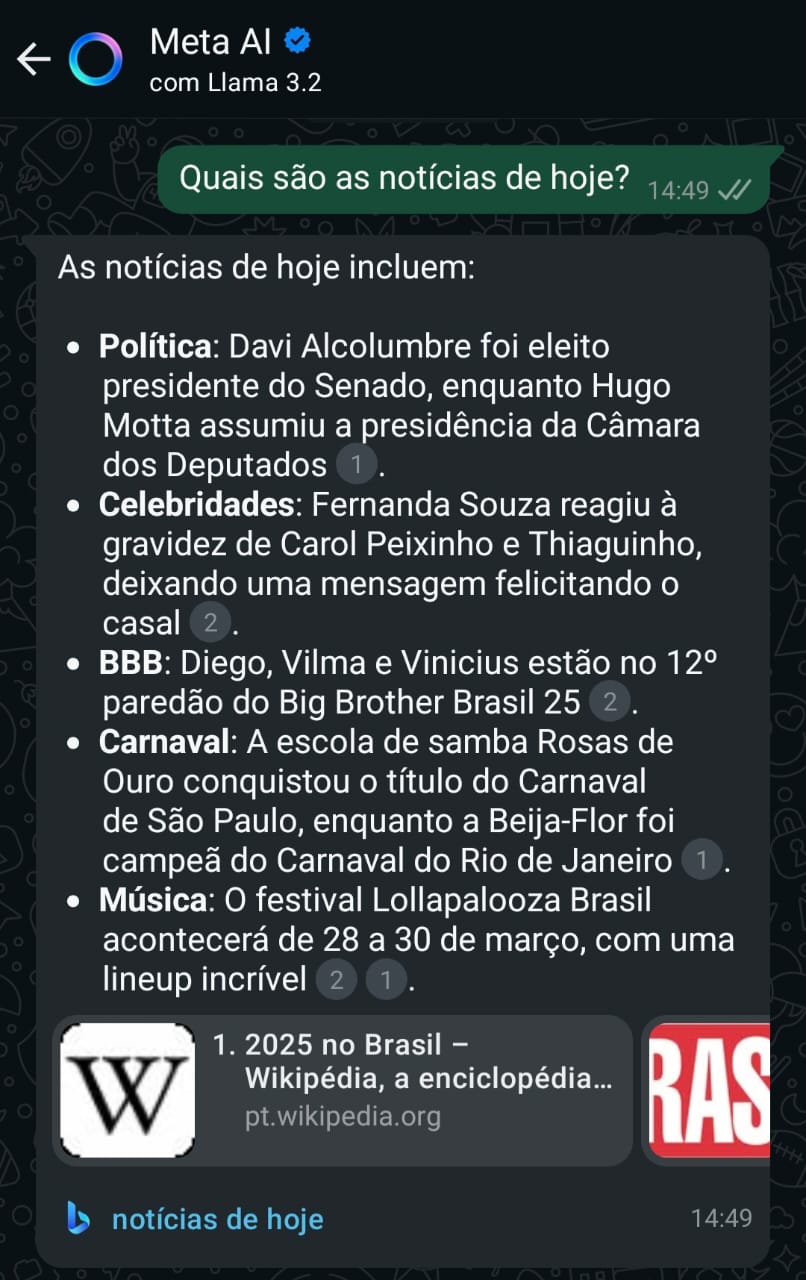 Meta AI
com Llama 3.2
Quais são as notícias de hoje? 14:49
As notícias de hoje incluem:
• Política: Davi Alcolumbre foi eleito
presidente do Senado, enquanto Hugo
Motta assumiu a presidência da Câmara
dos Deputados 1.
• Celebridades: Fernanda Souza reagiu à
gravidez de Carol Peixinho e Thiaguinho,
deixando uma mensagem felicitando o
casal 2.
• BBB: Diego, Vilma e Vinicius estão no 12º
paredão do Big Brother Brasil 25 2.
• Carnaval: A escola de samba Rosas de
Ouro conquistou o título do Carnaval
de São Paulo, enquanto a Beija-Flor foi
campeã do Carnaval do Rio de Janeiro 1.
• Música: O festival Lollapalooza Brasil
acontecerá de 28 a 30 de março, com uma
lineup incrível 2 1.
W
1. 2025 no Brasil –
Wikipédia, a enciclopédia...
pt.wikipedia.org
RAS
notícias de hoje 14:49